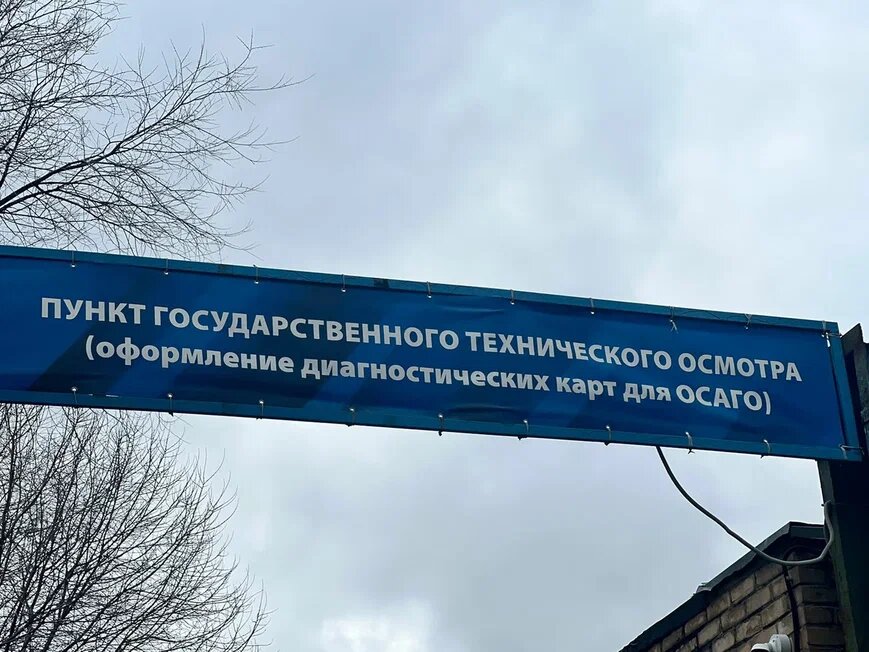 ПУНКТ ГОСУДАРСТВЕННОГО ТЕХНИЧЕСКОГО ОСМОТРА
(оформление диагностических карт для ОСАГО)